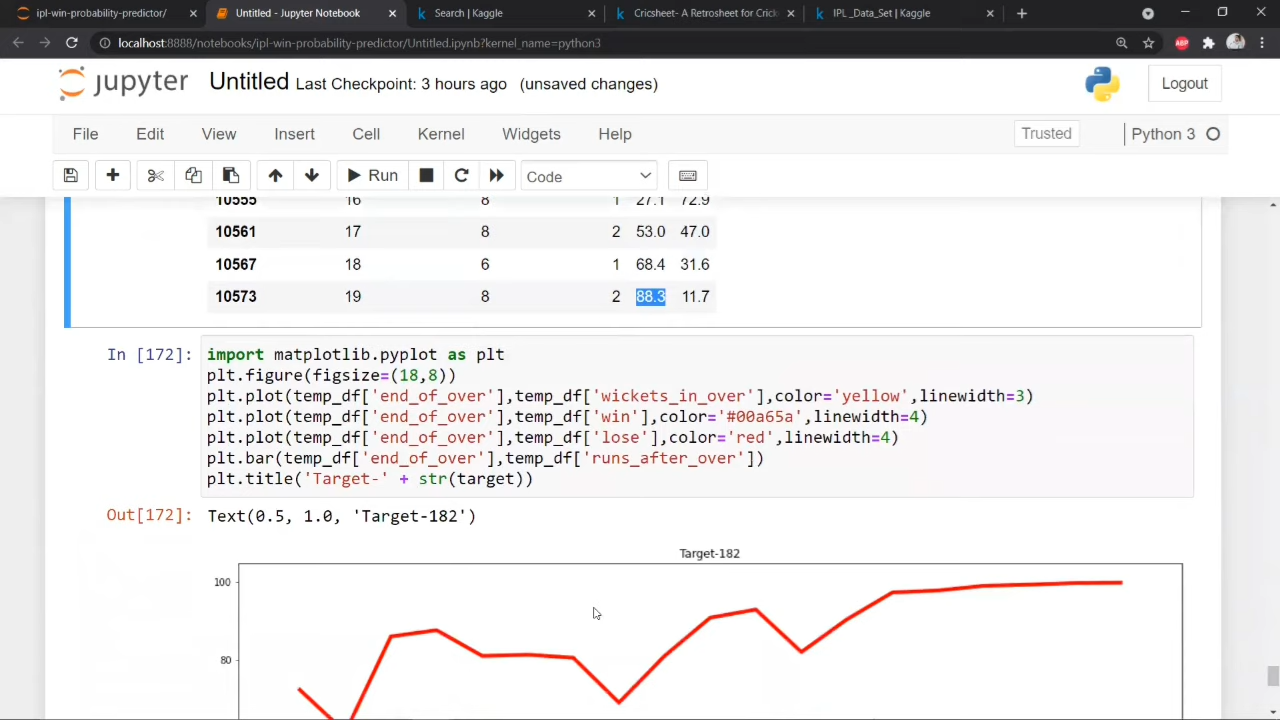 ipl-win-probability-predictor/
Untitled - Jupyter Notebook
Search | Kaggle
Cricsheet- A Retrosheet for Crick
IPL _Data_Set | Kaggle
localhost:8888/notebooks/ipl-win-probability-predictor/Untitled.ipynb?kernel_name=python3
ABP
jupyter Untitled Last Checkpoint: 3 hours ago (unsaved changes)
Logout
File Edit View Insert Cell Kernel Widgets Help
Trusted
Python 3
Run
Code
10555 16 8 1 27.1 72.9
10561 17 8 2 53.0 47.0
10567 18 6 1 68.4 31.6
10573 19 8 2 88.3 11.7
In [172]: import matplotlib.pyplot as plt
plt.figure(figsize=(18,8))
plt.plot(temp_df['end_of_over'],temp_df['wickets_in_over'],color='yellow',linewidth=3)
plt.plot(temp_df['end_of_over'],temp_df['win'],color='#00a65a',linewidth=4)
plt.plot(temp_df['end_of_over'],temp_df['lose'],color='red',linewidth=4)
plt.bar(temp_df['end_of_over'],temp_df['runs_after_over'])
plt.title('Target-' + str(target))
Out[172]: Text(0.5, 1.0, 'Target-182')
Target-182
100
80